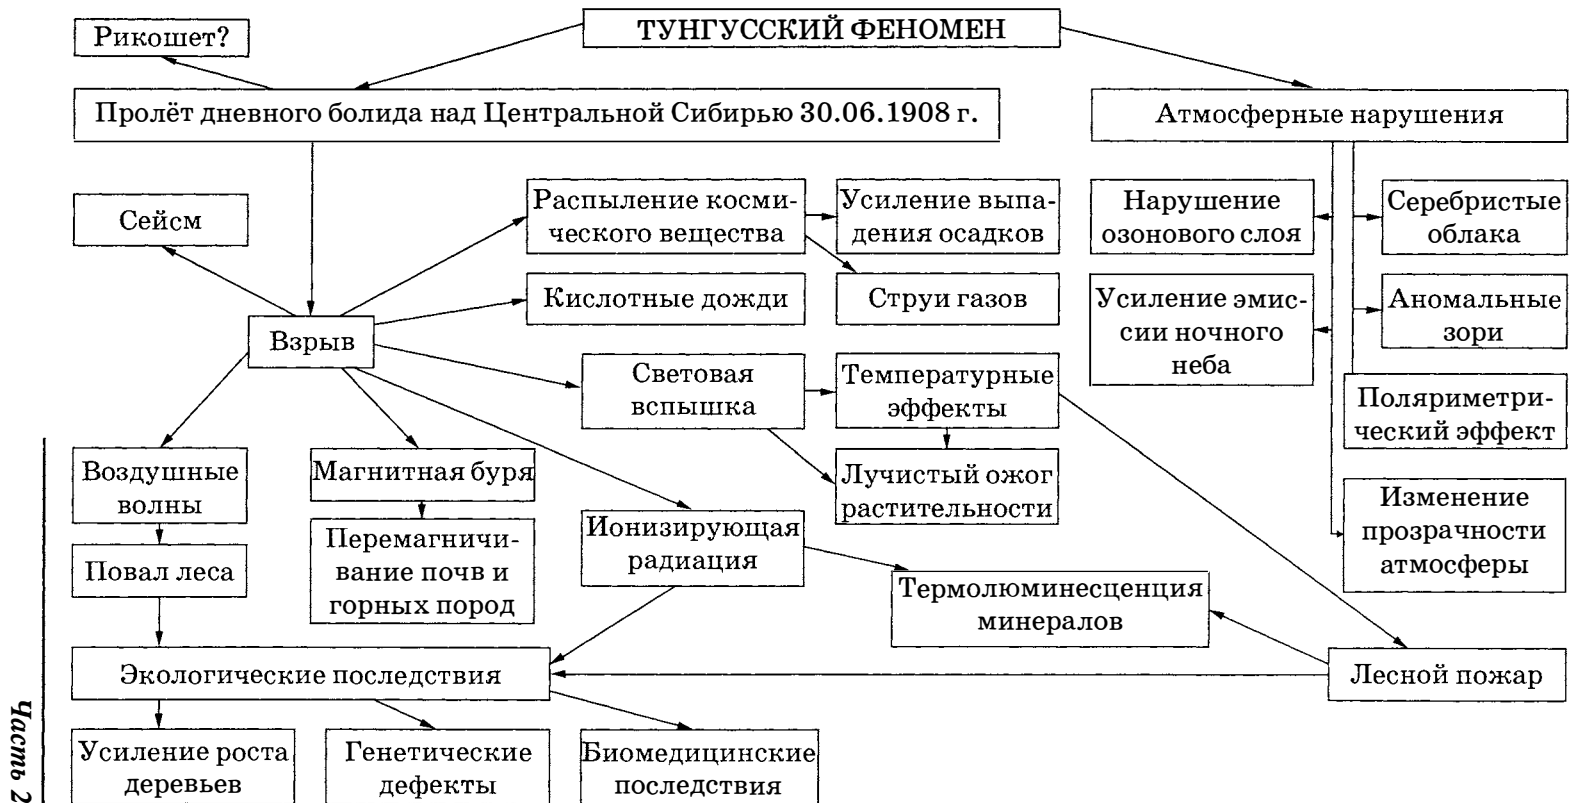 ТУНГУССКИЙ ФЕНОМЕН
Рикошет?
Пролёт дневного болида над Центральной Сибирью 30.06.1908 г.
Атмосферные нарушения
Сейсм
Распыление косми-
ческого вещества
Усиление выпа-
дения осадков
Нарушение
озонового слоя
Серебристые
облака
Кислотные дожди
Струи газов
Усиление эмис-
сии ночного
неба
Аномальные
зори
Взрыв
Световая
вспышка
Температурные
эффекты
Поляриметри-
ческий эффект
Воздушные
волны
Магнитная буря
Лучистый ожог
растительности
Изменение
прозрачности
атмосферы
Ионизирующая
радиация
Перемагничи-
вание почв и
горных пород
Повал леса
Термолюминесценция
минералов
Экологические последствия
Лесной пожар
Усиление роста
деревьев
Генетические
дефекты
Биомедицинские
последствия
Часть 2